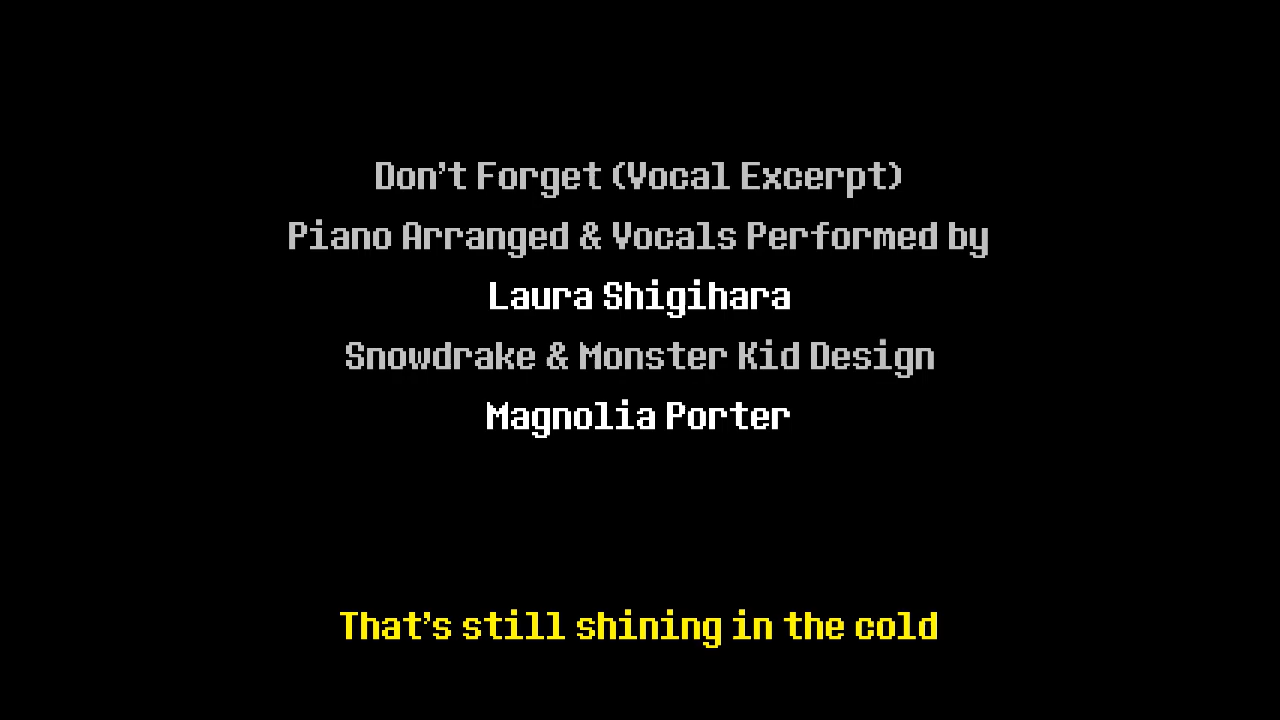 Don't Forget (Vocal Excerpt)
Piano Arranged & Vocals Performed by
Laura Shigihara
Snowdrake & Monster Kid Design
Magnolia Porter
That's still shining in the cold